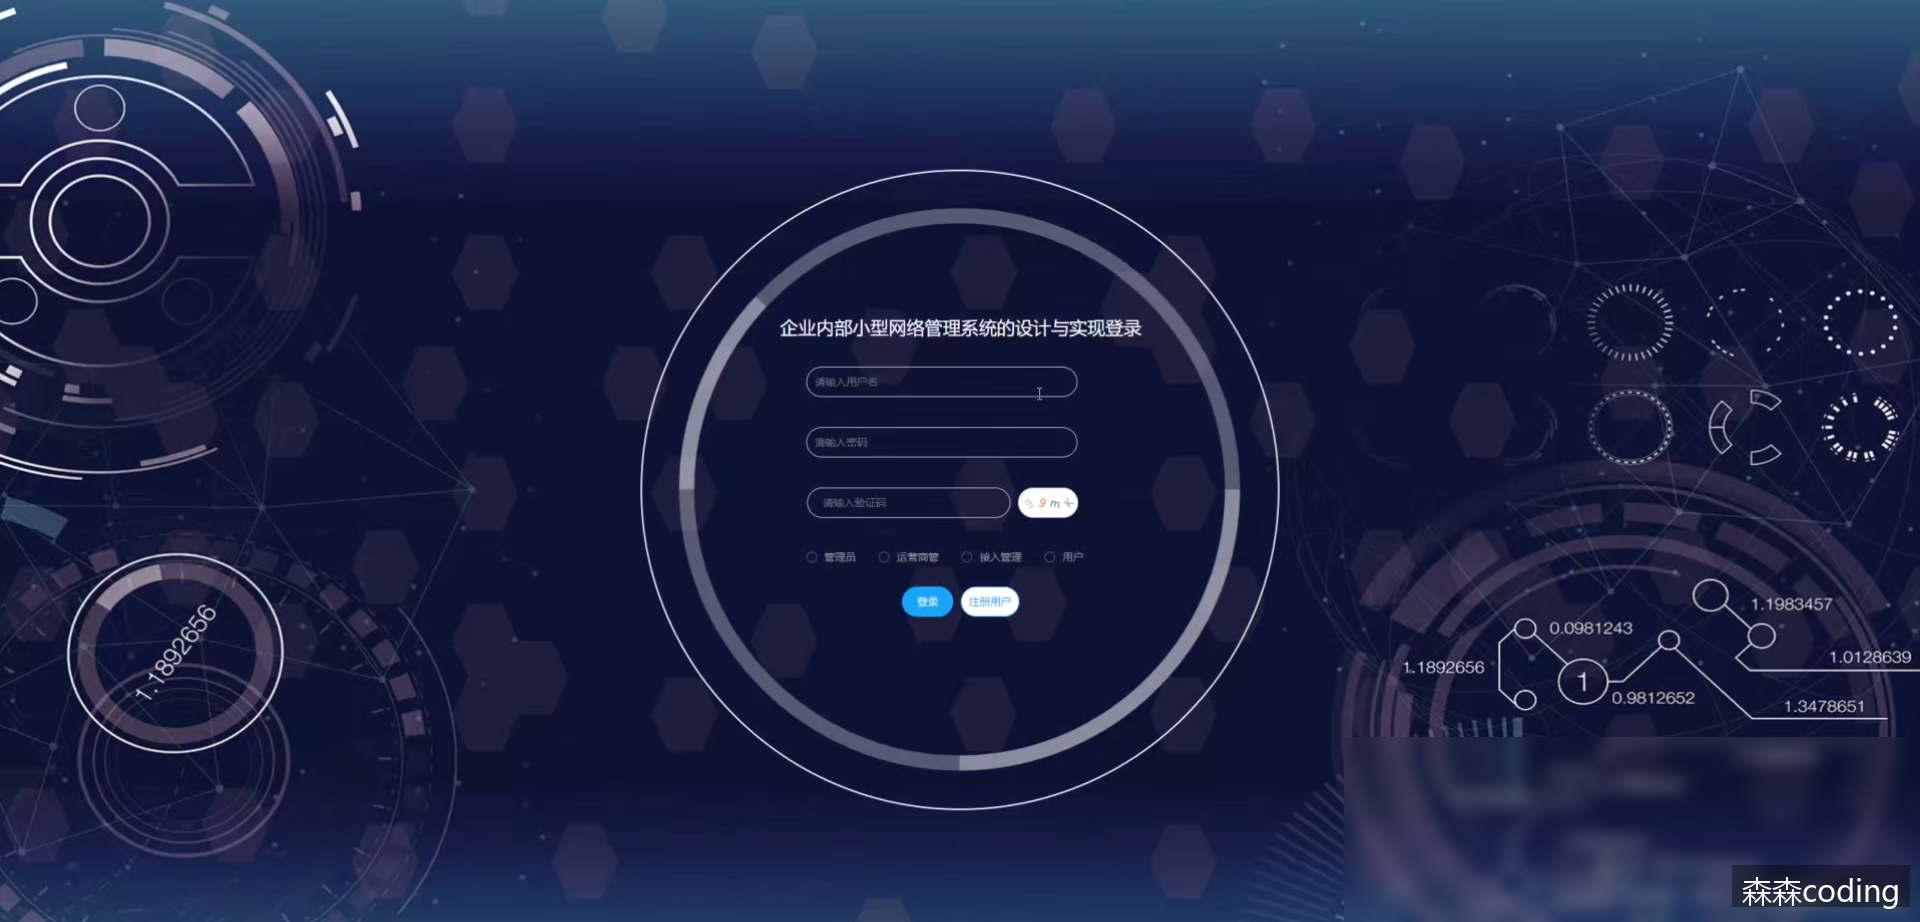 企业内部小型网络管理系统的设计与实现登录
请输入用户名
请输入密码
请输入验证码
9 m
管理员 运营商管 接入管理 用户
登录 注册用户
1.1892656
1.1983457
0.0981243
1.0128639
1.1892656
1
0.9812652
1.3478651
森森coding